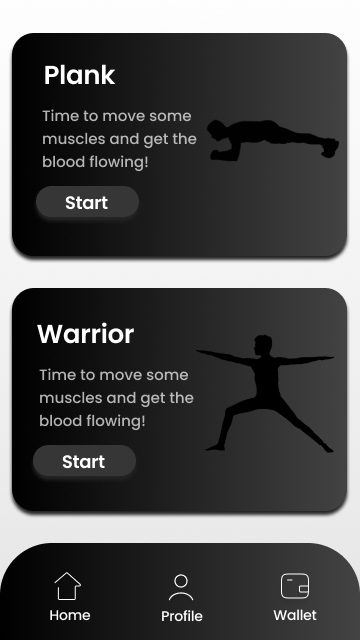 Plank
Time to move some
muscles and get the
blood flowing!
Start
Warrior
Time to move some
muscles and get the
blood flowing!
Start
Home
Profile
Wallet